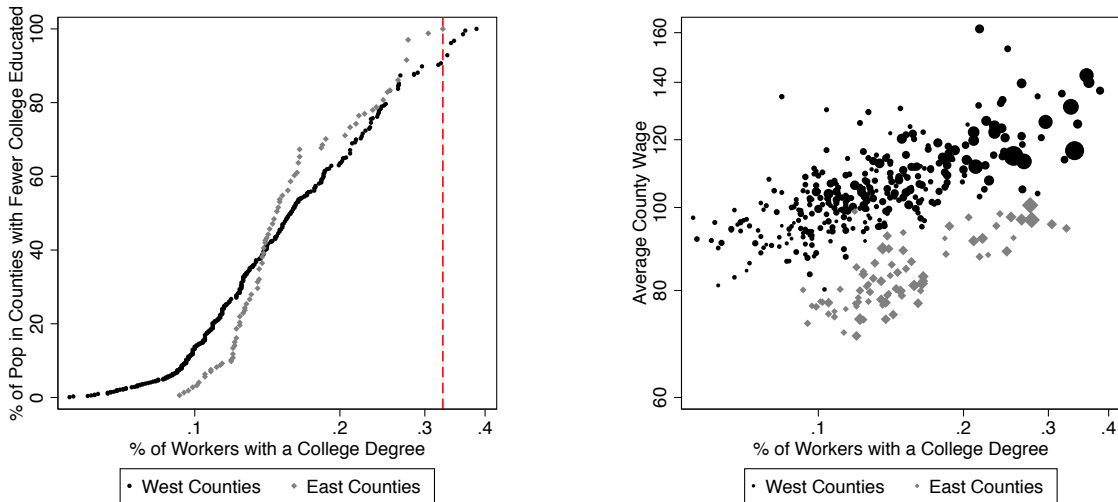 % of Pop in Counties with Fewer College Educated
100
80
60
40
20
0
.1
.2
.3
.4
% of Workers with a College Degree
West Counties
East Counties
Average County Wage
160
140
120
100
80
60
.1
.2
.3
.4
% of Workers with a College Degree
West Counties
East Counties